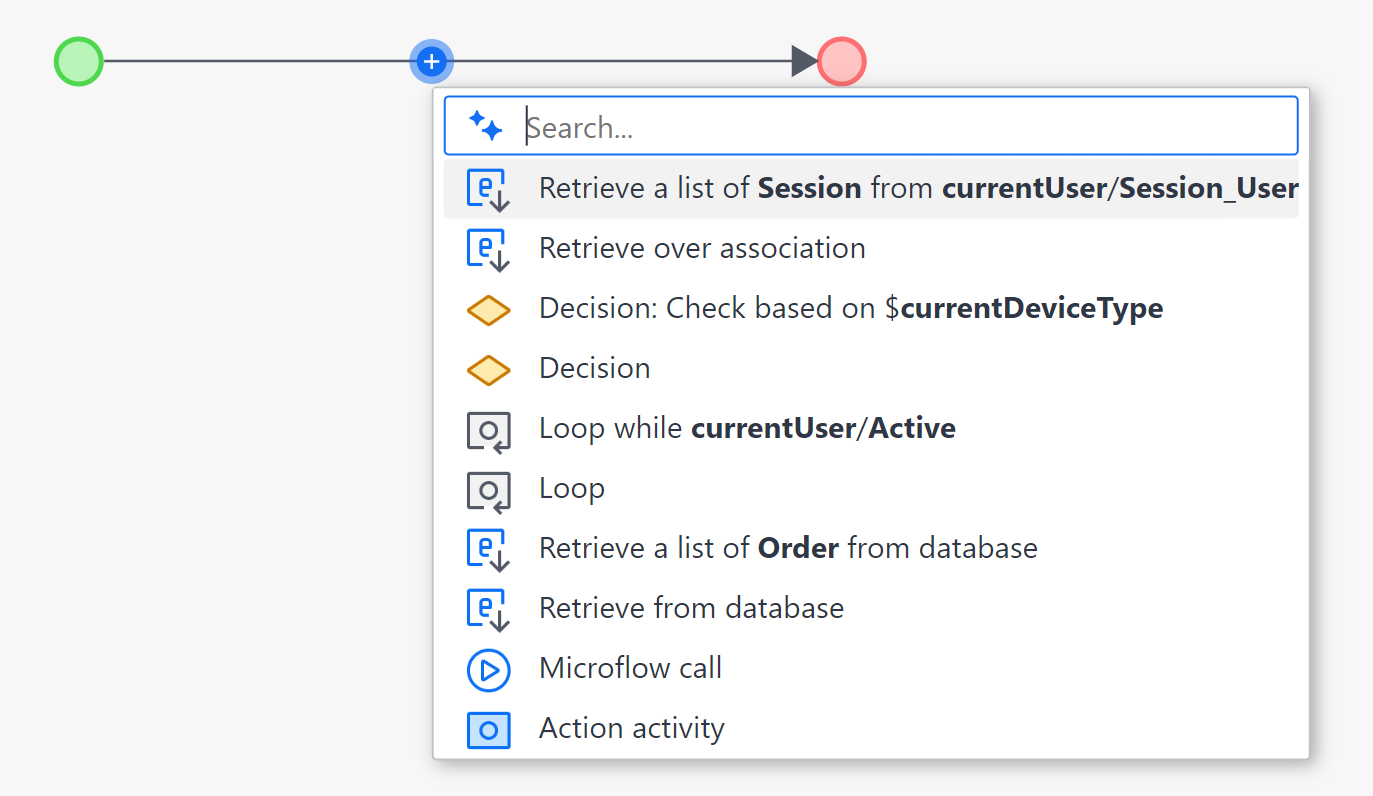 Search...
Retrieve a list of Session from currentUser/Session_User
Retrieve over association
Decision: Check based on $currentDeviceType
Decision
Loop while currentUser/Active
Loop
Retrieve a list of Order from database
Retrieve from database
Microflow call
Action activity